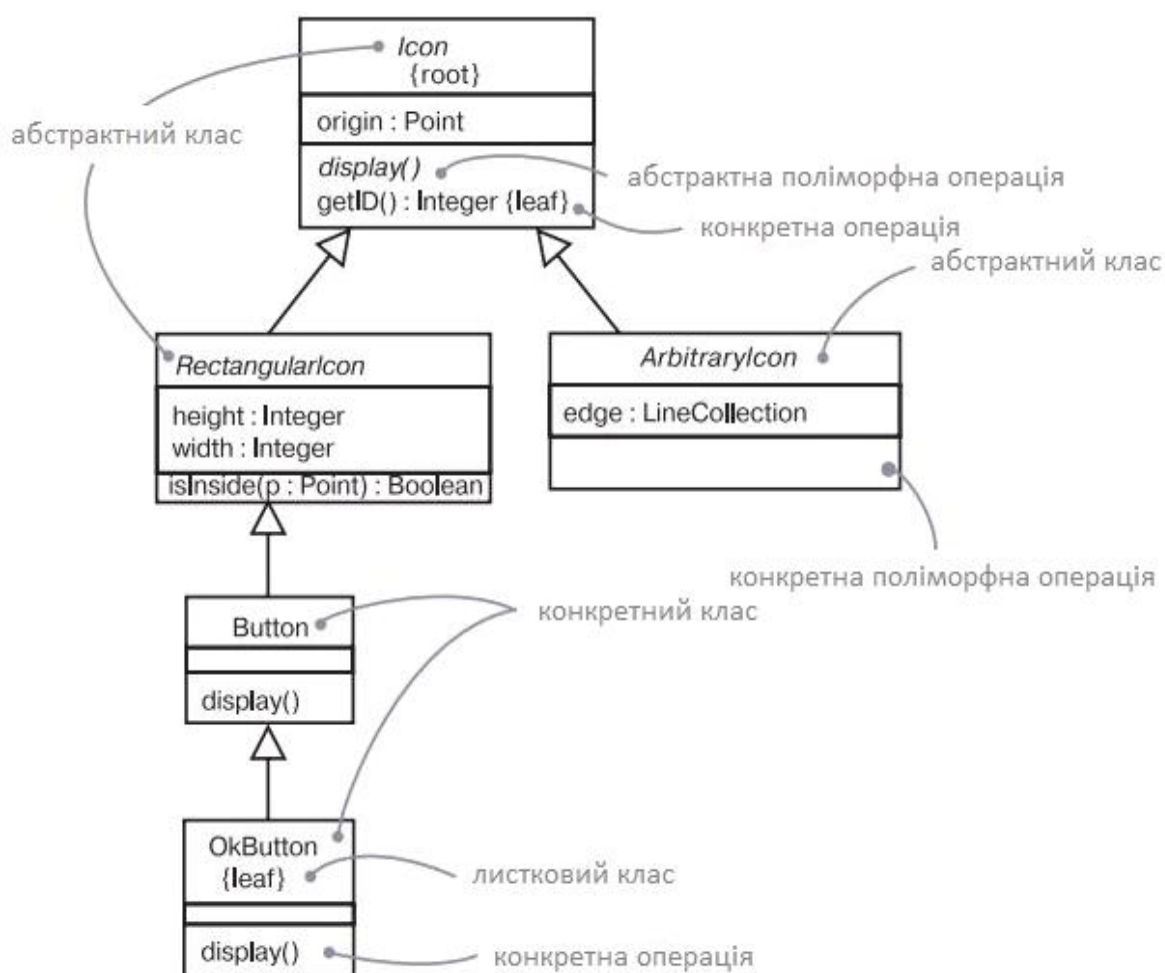 Icon
{root}
абстрактний клас
origin : Point
display()
абстрактна поліморфна операція
getID() : Integer {leaf}
конкретна операція
абстрактний клас
RectangularIcon
ArbitraryIcon
height : Integer
width : Integer
edge : LineCollection
isInside(p : Point) : Boolean
конкретна поліморфна операція
Button
конкретний клас
display()
OkButton
{leaf}
листковий клас
display()
конкретна операція